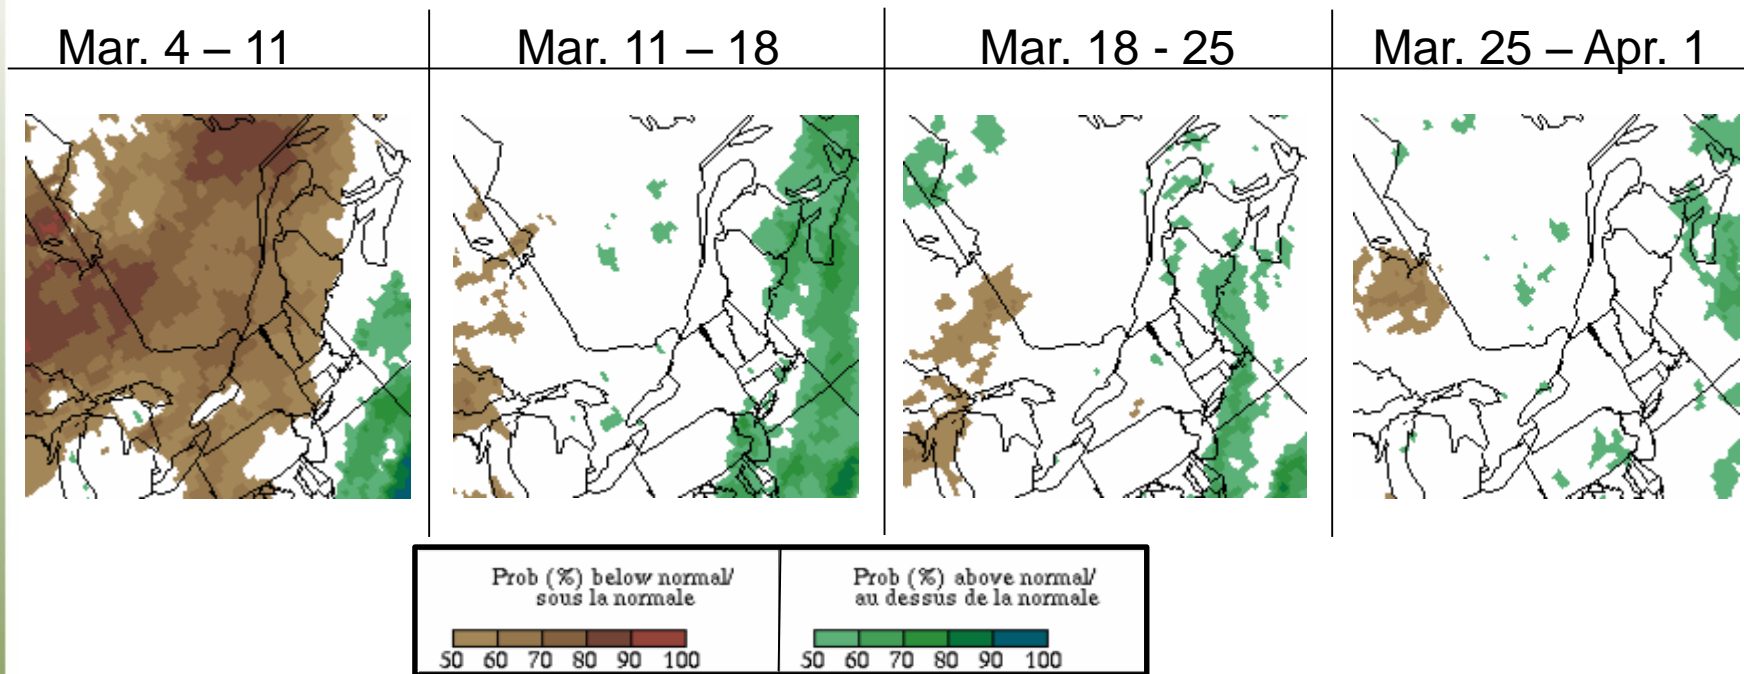 Mar. 4 – 11
Mar. 11 – 18
Mar. 18 - 25
Mar. 25 – Apr. 1
Prob (%) below normal/
sous la normale
50 60 70 80 90 100
Prob (%) above normal/
au dessus de la normale
50 60 70 80 90 100